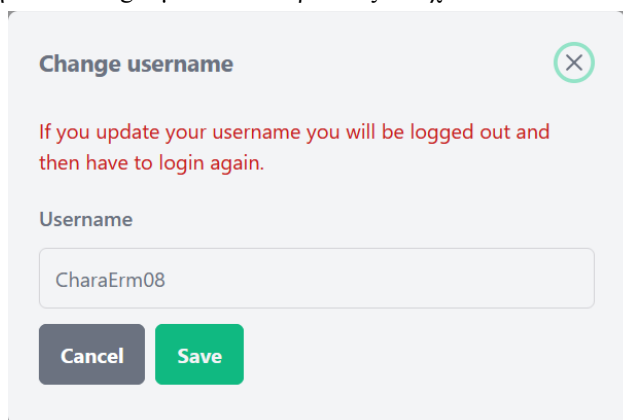 Change username
If you update your username you will be logged out and
then have to login again.
Username
CharaErm08
Cancel Save